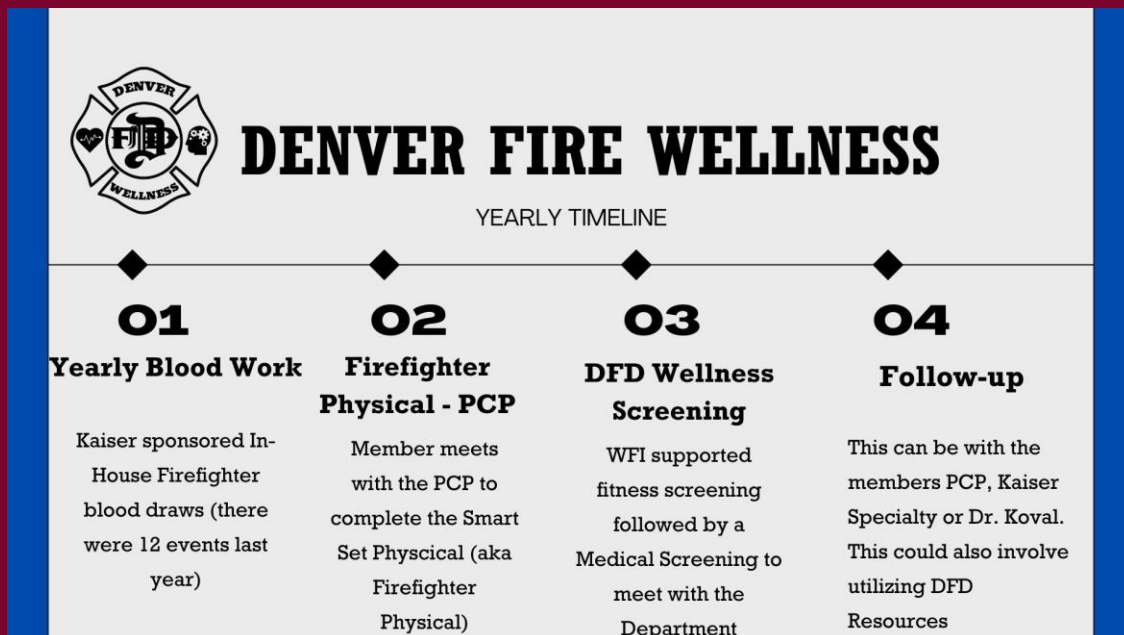 DENVER
FD
WELLNESS
DENVER FIRE WELLNESS
YEARLY TIMELINE
01
Yearly Blood Work
Kaiser sponsored In-
House Firefighter
blood draws (there
were 12 events last
year)
02
Firefighter
Physical - PCP
Member meets
with the PCP to
complete the Smart
Set Physcical (aka
Firefighter
Physical)
03
DFD Wellness
Screening
WFI supported
fitness screening
followed by a
Medical Screening to
meet with the
Department
04
Follow-up
This can be with the
members PCP, Kaiser
Specialty or Dr. Koval.
This could also involve
utilizing DFD
Resources